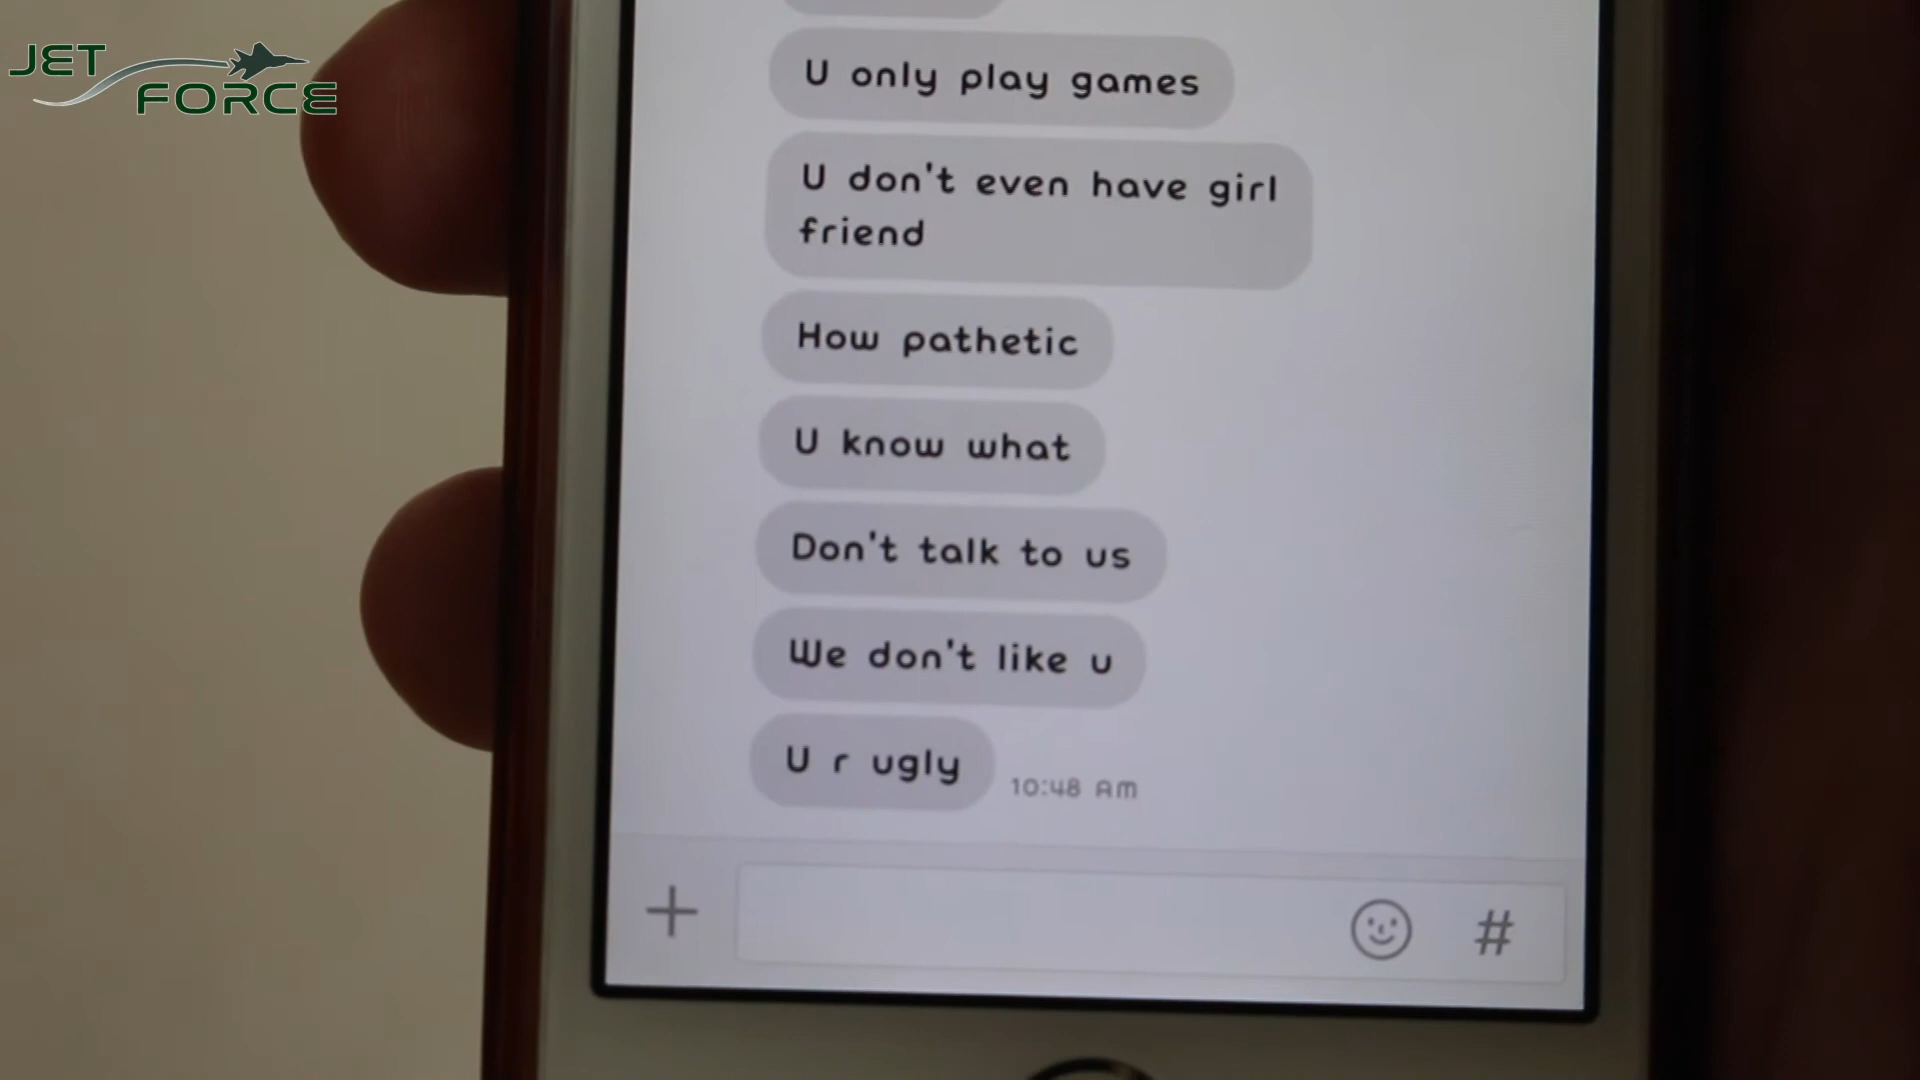 JET
FORCE
U only play games
U don't even have girl
friend
How pathetic
U know what
Don't talk to us
We don't like u
U r ugly
10:48 AM
#